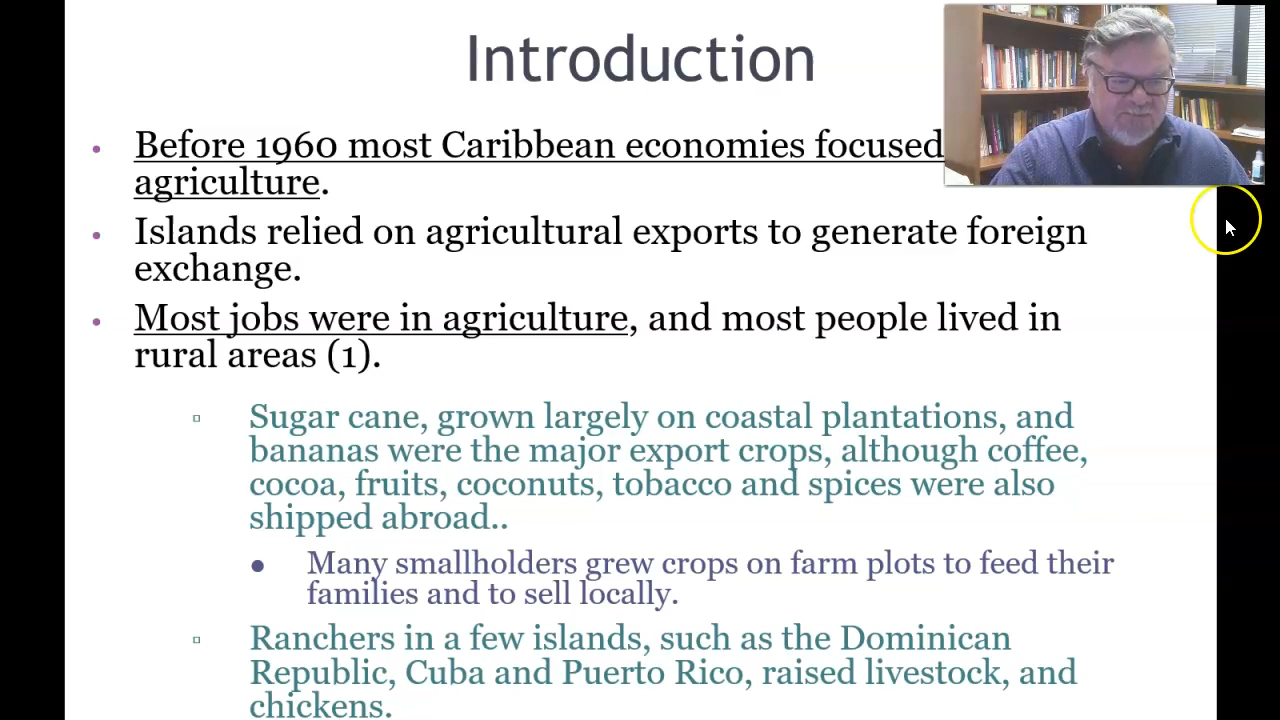 Introduction
Before 1960 most Caribbean economies focused
agriculture.
Islands relied on agricultural exports to generate foreign
exchange.
Most jobs were in agriculture, and most people lived in
rural areas (1).
Sugar cane, grown largely on coastal plantations, and
bananas were the major export crops, although coffee,
cocoa, fruits, coconuts, tobacco and spices were also
shipped abroad..
Many smallholders grew crops on farm plots to feed their
families and to sell locally.
Ranchers in a few islands, such as the Dominican
Republic, Cuba and Puerto Rico, raised livestock, and
chickens.